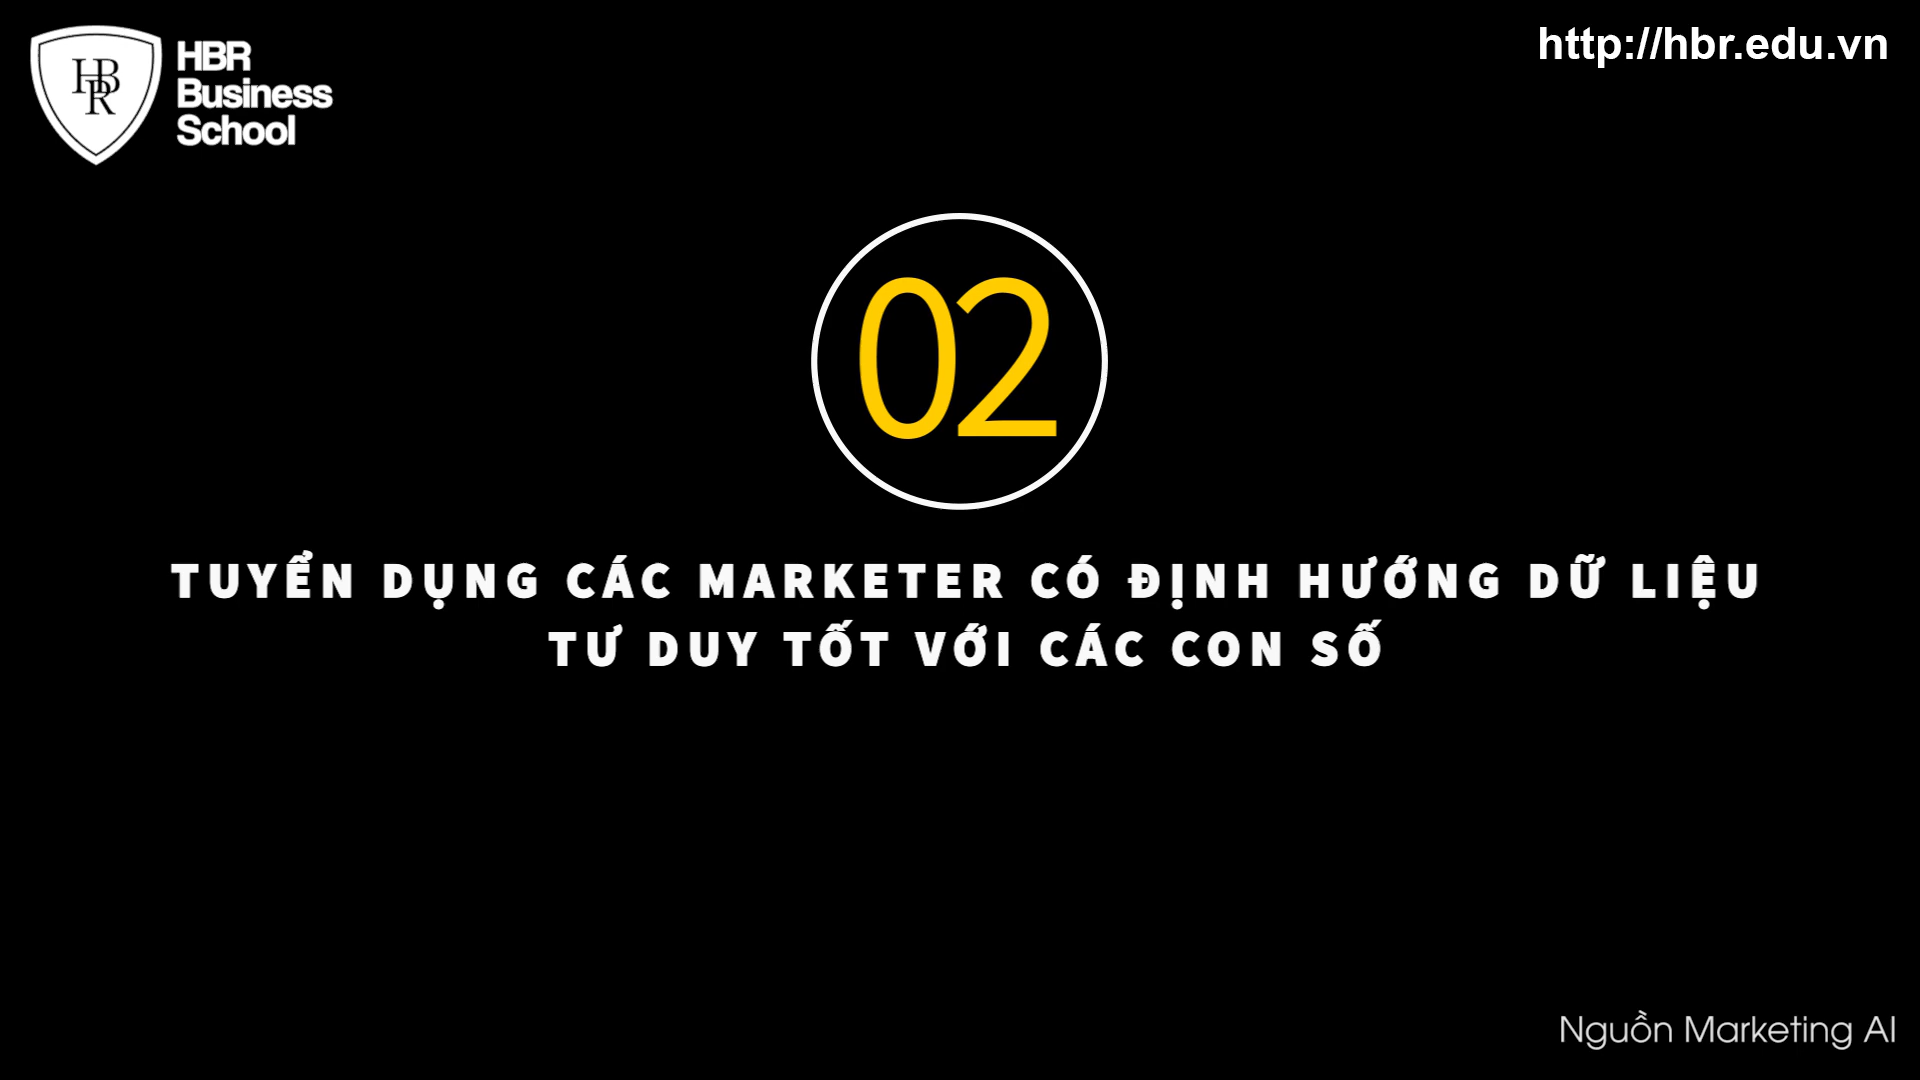 HBR
HBR
Business
School
http://hbr.edu.vn
02
TUYỂN DỤNG CÁC MARKETER CÓ ĐỊNH HƯỚNG DỮ LIỆU
TƯ DUY TỐT VỚI CÁC CON SỐ
Nguồn Marketing AI